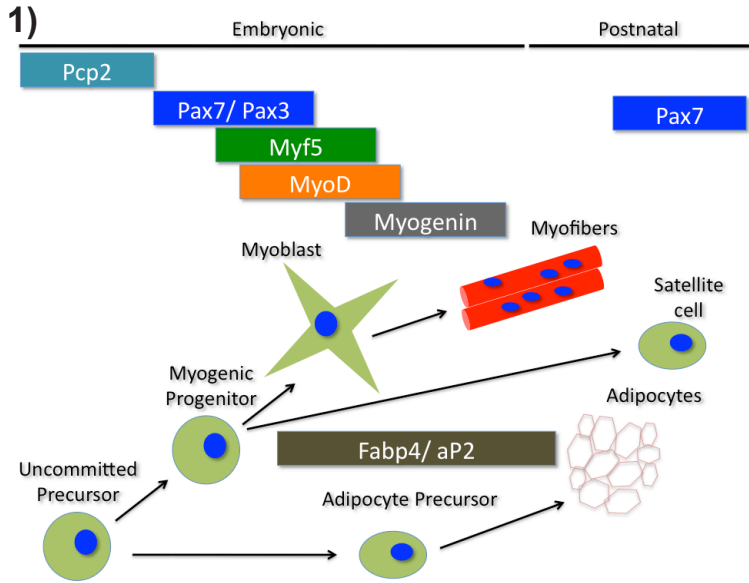 1)
Embryonic
Postnatal
Pcp2
Pax7/ Pax3
Pax7
Myf5
MyoD
Myogenin
Myofibers
Myoblast
Satellite
cell
Myogenic
Progenitor
Adipocytes
Fabp4/ aP2
Uncommitted
Precursor
Adipocyte Precursor